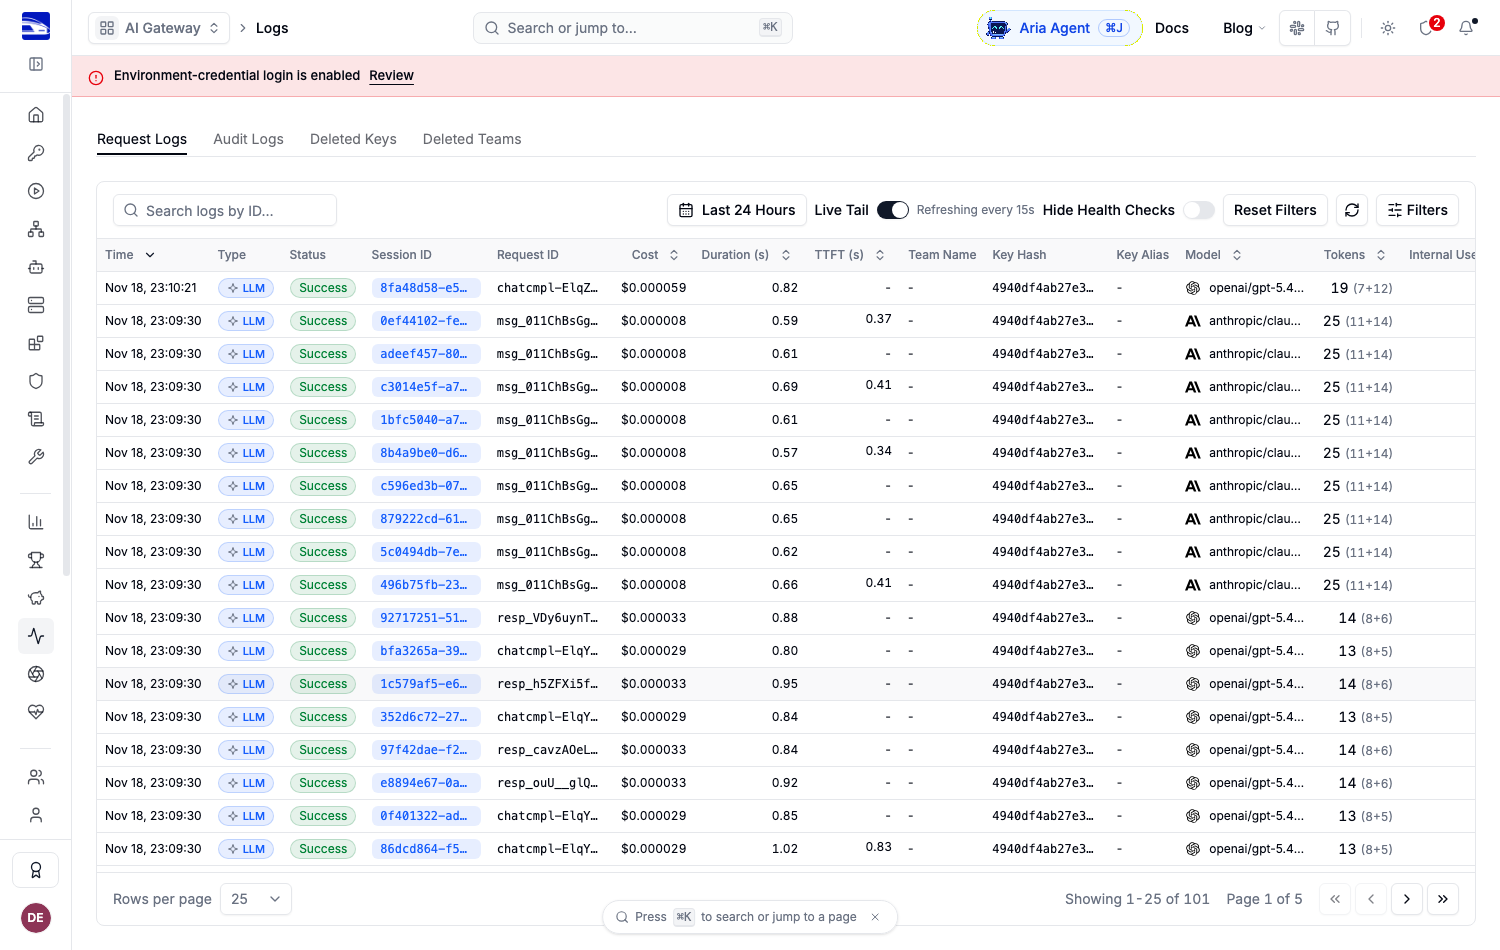 AI Gateway
Logs
Search or jump to...
⌘K
Aria Agent
⌘J
Docs
Blog
2
Environment-credential login is enabled Review
Request Logs
Audit Logs
Deleted Keys
Deleted Teams
Search logs by ID...
Last 24 Hours
Live Tail
Refreshing every 15s
Hide Health Checks
Reset Filters
Filters
Time Type Status Session ID Request ID Cost Duration (s) TTFT (s) Team Name Key Hash Key Alias Model Tokens Internal Use
Nov 18, 23:10:21 LLM Success 8fa48d58-e5… chatcmpl-ElqZ… $0.000059 0.82 - - 4940df4ab27e3… - openai/gpt-5.4... 19 (7+12)
Nov 18, 23:09:30 LLM Success 0ef44102-fe… msg_011ChBsGg… $0.000008 0.59 0.37 - 4940df4ab27e3… - anthropic/clau... 25 (11+14)
Nov 18, 23:09:30 LLM Success adeef457-80… msg_011ChBsGg… $0.000008 0.61 - - 4940df4ab27e3… - anthropic/clau... 25 (11+14)
Nov 18, 23:09:30 LLM Success c3014e5f-a7… msg_011ChBsGg… $0.000008 0.69 0.41 - 4940df4ab27e3… - anthropic/clau... 25 (11+14)
Nov 18, 23:09:30 LLM Success 1bfc5040-a7… msg_011ChBsGg… $0.000008 0.61 - - 4940df4ab27e3… - anthropic/clau... 25 (11+14)
Nov 18, 23:09:30 LLM Success 8b4a9be0-d6… msg_011ChBsGg… $0.000008 0.57 0.34 - 4940df4ab27e3… - anthropic/clau... 25 (11+14)
Nov 18, 23:09:30 LLM Success c596ed3b-07… msg_011ChBsGg… $0.000008 0.65 - - 4940df4ab27e3… - anthropic/clau... 25 (11+14)
Nov 18, 23:09:30 LLM Success 879222cd-61… msg_011ChBsGg… $0.000008 0.65 - - 4940df4ab27e3… - anthropic/clau... 25 (11+14)
Nov 18, 23:09:30 LLM Success 5c0494db-7e… msg_011ChBsGg… $0.000008 0.62 - - 4940df4ab27e3… - anthropic/clau... 25 (11+14)
Nov 18, 23:09:30 LLM Success 496b75fb-23… msg_011ChBsGg… $0.000008 0.66 0.41 - 4940df4ab27e3… - anthropic/clau... 25 (11+14)
Nov 18, 23:09:30 LLM Success 92717251-51… resp_VDy6uynT… $0.000033 0.88 - - 4940df4ab27e3… - openai/gpt-5.4... 14 (8+6)
Nov 18, 23:09:30 LLM Success bfa3265a-39… chatcmpl-ElqY… $0.000029 0.80 - - 4940df4ab27e3… - openai/gpt-5.4... 13 (8+5)
Nov 18, 23:09:30 LLM Success 1c579af5-e6… resp_h5ZFXi5f… $0.000033 0.95 - - 4940df4ab27e3… - openai/gpt-5.4... 14 (8+6)
Nov 18, 23:09:30 LLM Success 352d6c72-27… chatcmpl-ElqY… $0.000029 0.84 - - 4940df4ab27e3… - openai/gpt-5.4... 13 (8+5)
Nov 18, 23:09:30 LLM Success 97f42dae-f2… resp_cavzAOeL… $0.000033 0.84 - - 4940df4ab27e3… - openai/gpt-5.4... 14 (8+6)
Nov 18, 23:09:30 LLM Success e8894e67-0a… resp_ouU__glQ… $0.000033 0.92 - - 4940df4ab27e3… - openai/gpt-5.4... 14 (8+6)
Nov 18, 23:09:30 LLM Success 0f401322-ad… chatcmpl-ElqY… $0.000029 0.85 - - 4940df4ab27e3… - openai/gpt-5.4... 13 (8+5)
Nov 18, 23:09:30 LLM Success 86dcd864-f5… chatcmpl-ElqY… $0.000029 1.02 0.83 - 4940df4ab27e3… - openai/gpt-5.4... 13 (8+5)
Rows per page 25
Showing 1-25 of 101
Page 1 of 5
Press ⌘K to search or jump to a page
DE